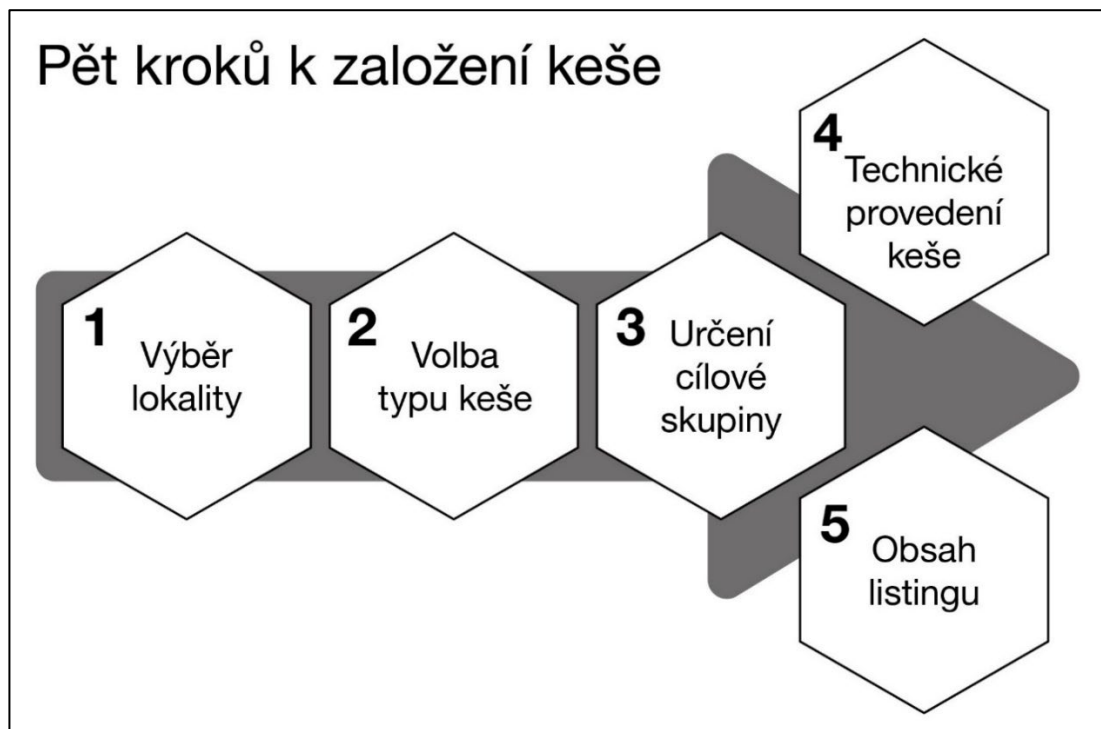 Pět kroků k založení keše
1
Výběr
lokality
2
Volba
typu keše
3
Určení
cílové
skupiny
4
Technické
provedení
keše
5
Obsah
listingu